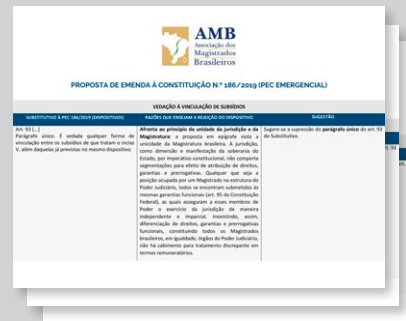 AMB
Associação dos
Magistrados
Brasileiros
PROPOSTA DE EMENDA À CONSTITUIÇÃO N.º 186/2019 (PEC EMERGENCIAL)
VEDAÇÃO À VINCULAÇÃO DE SUBSÍDIOS
SUBSTITUTIVO À PEC 186/2019 (DISPOSITIVOS)
RAZÕES QUE ENSEJAM A REJEIÇÃO DO DISPOSITIVO
SUGESTÃO
Art. 93 [...]
Parágrafo único. É vedada qualquer forma de
vinculação entre os subsídios de que tratam o inciso
V, além daquelas já previstas no mesmo dispositivo.
Afronta ao princípio da unidade da jurisdição e da
Magistratura: a proposta em epígrafe viola a
unicidade da Magistratura brasileira. A jurisdição,
como dimensão e manifestação da soberania do
Estado, por imperativo constitucional, não comporta
segmentações para efeito de atribuição de direitos,
garantias e prerrogativas. Qualquer que seja a
posição ocupada por um Magistrado na estrutura do
Poder Judiciário, todos se encontram submetidos às
mesmas garantias funcionais (art. 95 da Constituição
Federal), as quais asseguram a esses membros de
Poder o exercício da jurisdição de maneira
independente e imparcial. Inexistindo, assim,
diferenciação de direitos, garantias e prerrogativas
funcionais, constituindo todos os Magistrados
brasileiros, em igualdade, órgãos do Poder Judiciário,
não há cabimento para tratamento discrepante em
termos remuneratórios.
Sugere-se a supressão do parágrafo único do art. 93
do Substitutivo.
rt. 93